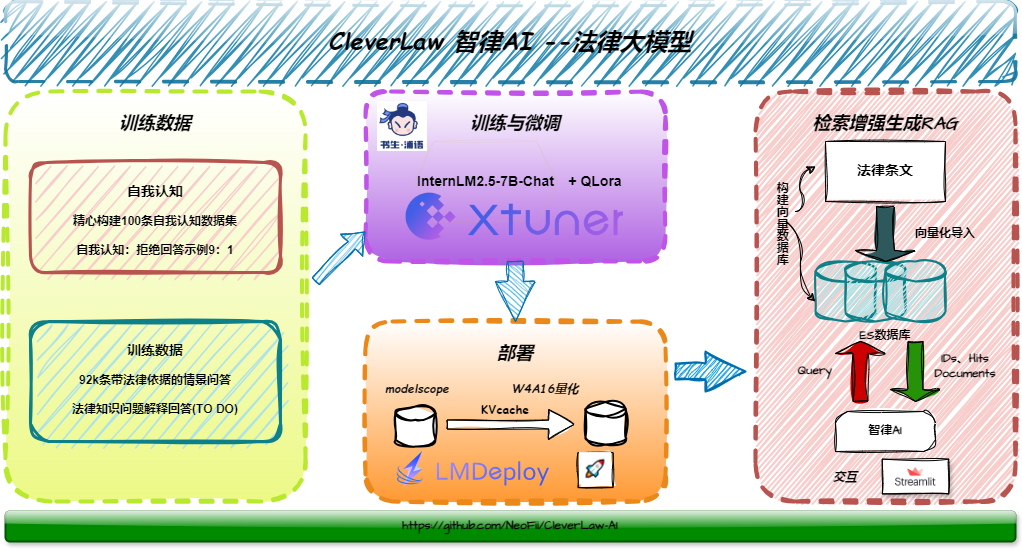 CleverLaw 智律AI --法律大模型
训练数据
自我认知
精心构建100条自我认知数据集
自我认知：拒绝回答示例9：1
训练数据
92k条带法律依据的情景问答
法律知识问题解释回答(TO DO)
训练与微调
书生·浦语
InternLM2.5-7B-Chat + QLora
Xtuner
部署
modelscope
W4A16量化
KVcache
LMDeploy
检索增强生成RAG
法律条文
构建向量数据库
向量化导入
ES数据库
Query
IDs、Hits
Documents
智律AI
交互
Streamlit
https://github.com/NeoFii/CleverLaw-AI